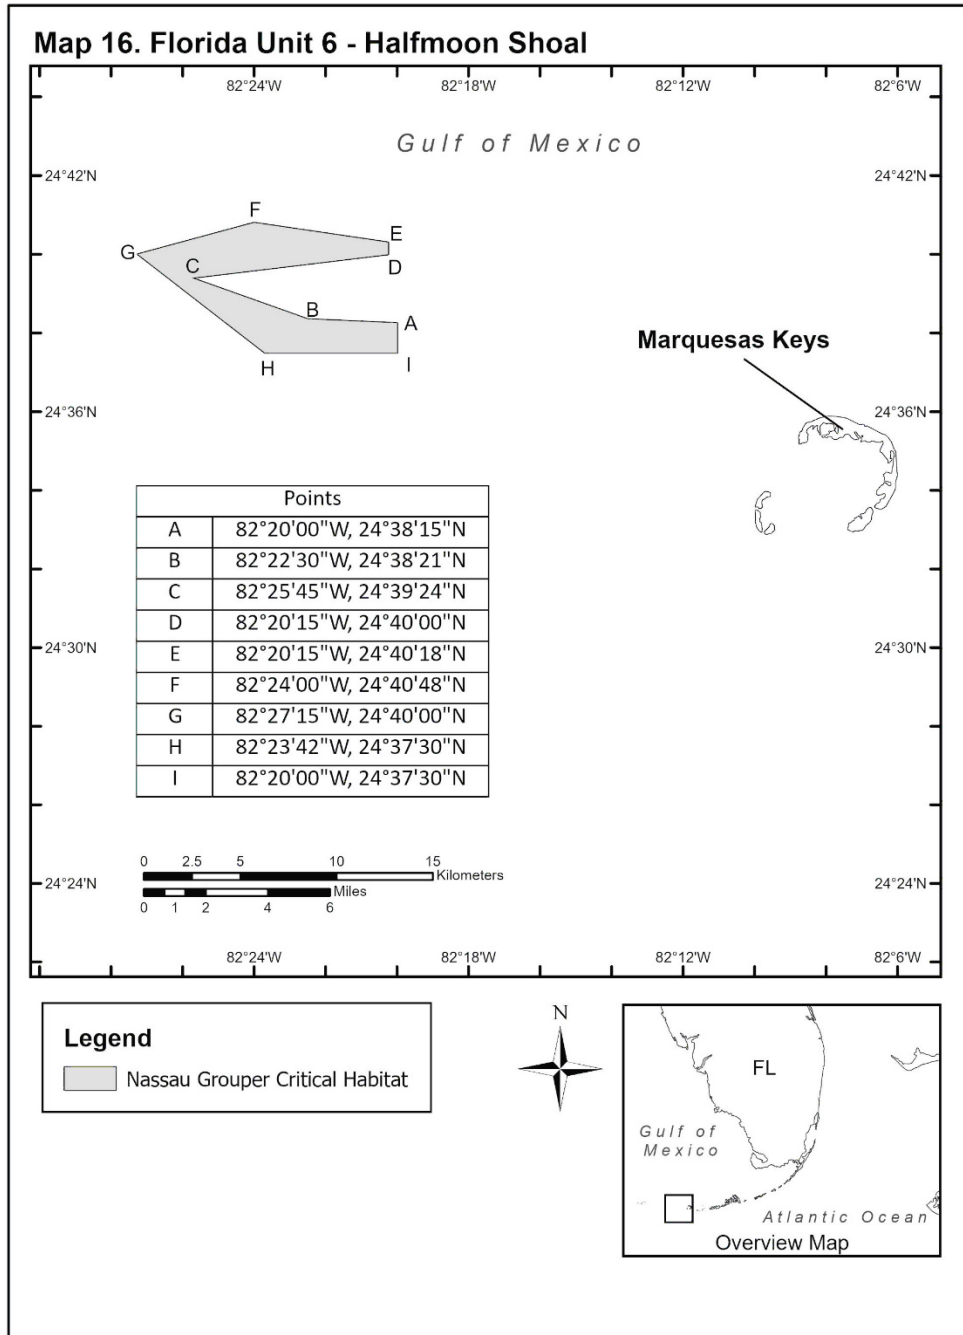 Map 16. Florida Unit 6 - Halfmoon Shoal
82°24'W 82°18'W 82°12'W 82°6'W
Gulf of Mexico
24°42'N 24°42'N
F
E
G
C
D
B
A
H
I
Marquesas Keys
24°36'N 24°36'N
Points
A 82°20'00"W, 24°38'15"N
B 82°22'30"W, 24°38'21"N
C 82°25'45"W, 24°39'24"N
D 82°20'15"W, 24°40'00"N
E 82°20'15"W, 24°40'18"N
F 82°24'00"W, 24°40'48"N
G 82°27'15"W, 24°40'00"N
H 82°23'42"W, 24°37'30"N
I 82°20'00"W, 24°37'30"N
24°30'N 24°30'N
0 2.5 5 10 15
Kilometers
Miles
0 1 2 4 6
24°24'N 24°24'N
82°24'W 82°18'W 82°12'W 82°6'W
Legend
Nassau Grouper Critical Habitat
N
FL
Gulf of
Mexico
Atlantic Ocean
Overview Map